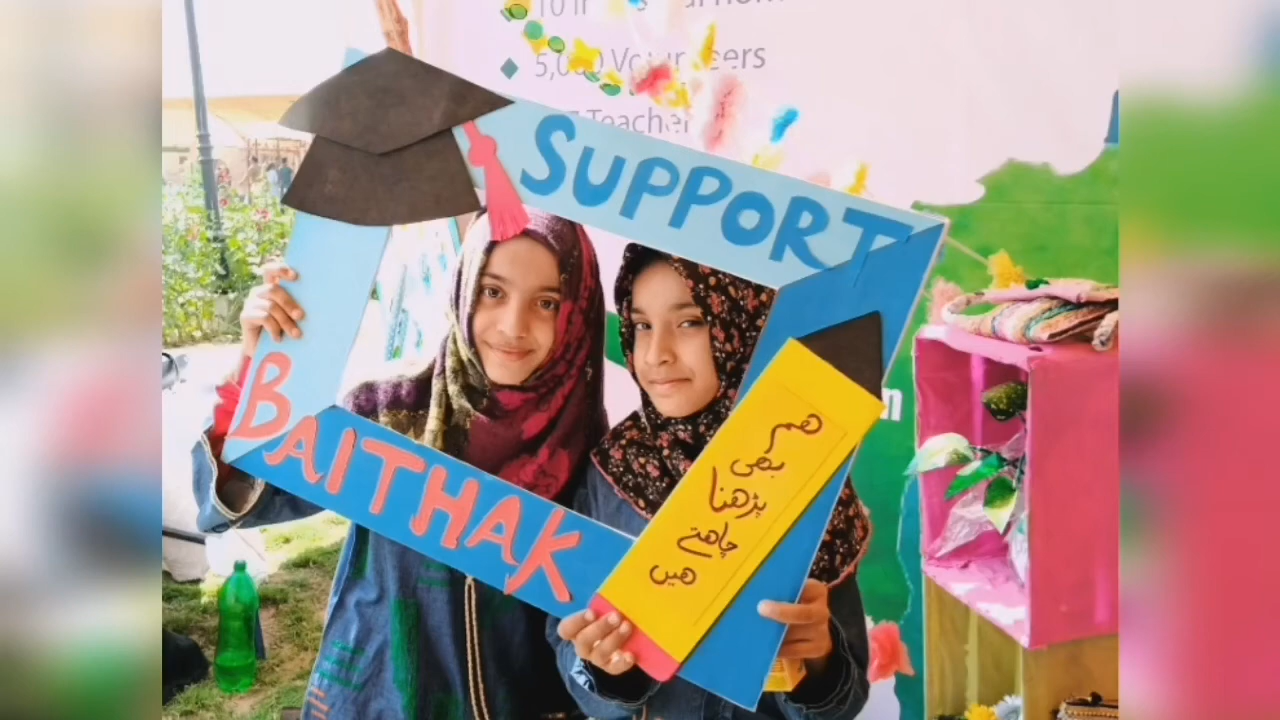 5,000 Volunteers
Teacher
SUPPORT
BAITHAK
ہم
بھی
پڑھنا
چاہتے
ہیں